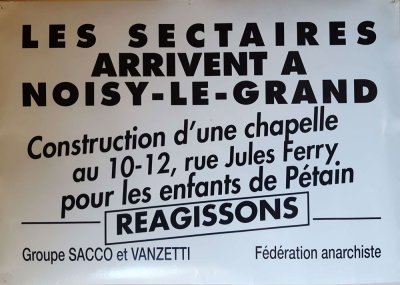 LES SECTAIRES
ARRIVENT A
NOISY-LE-GRAND
Construction d'une chapelle
au 10-12, rue Jules Ferry
pour les enfants de Pétain
REAGISSONS
Groupe SACCO et VANZETTI Fédération anarchiste